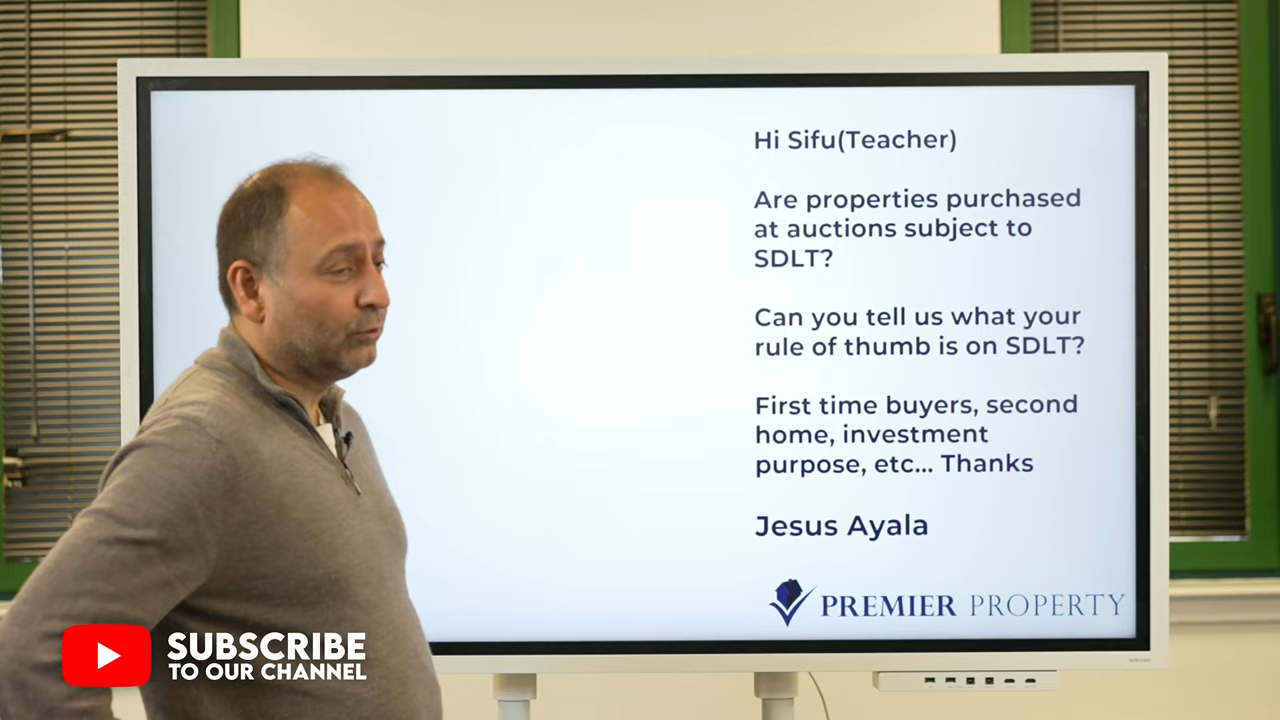 Hi Sifu(Teacher)
Are properties purchased
at auctions subject to
SDLT?
Can you tell us what your
rule of thumb is on SDLT?
First time buyers, second
home, investment
purpose, etc... Thanks
Jesus Ayala
PREMIER PROPERTY
SUBSCRIBE
TO OUR CHANNEL